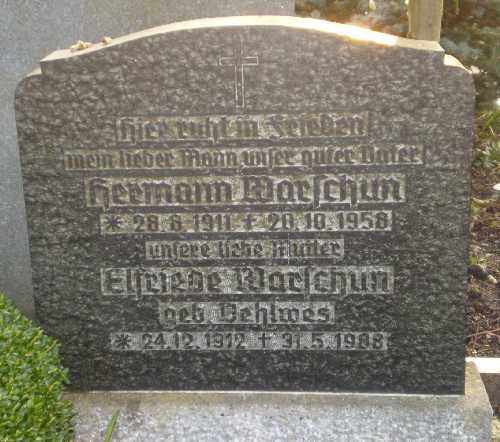 Hier ruht in Frieden
mein lieber Mann unser guter Vater
Hermann Warschun
* 28.8.1911 + 20.10.1958
unsere liebe Mutter
Elfriede Warschun
geb Oehlwes
* 24.12.1912 + 31.5.1988